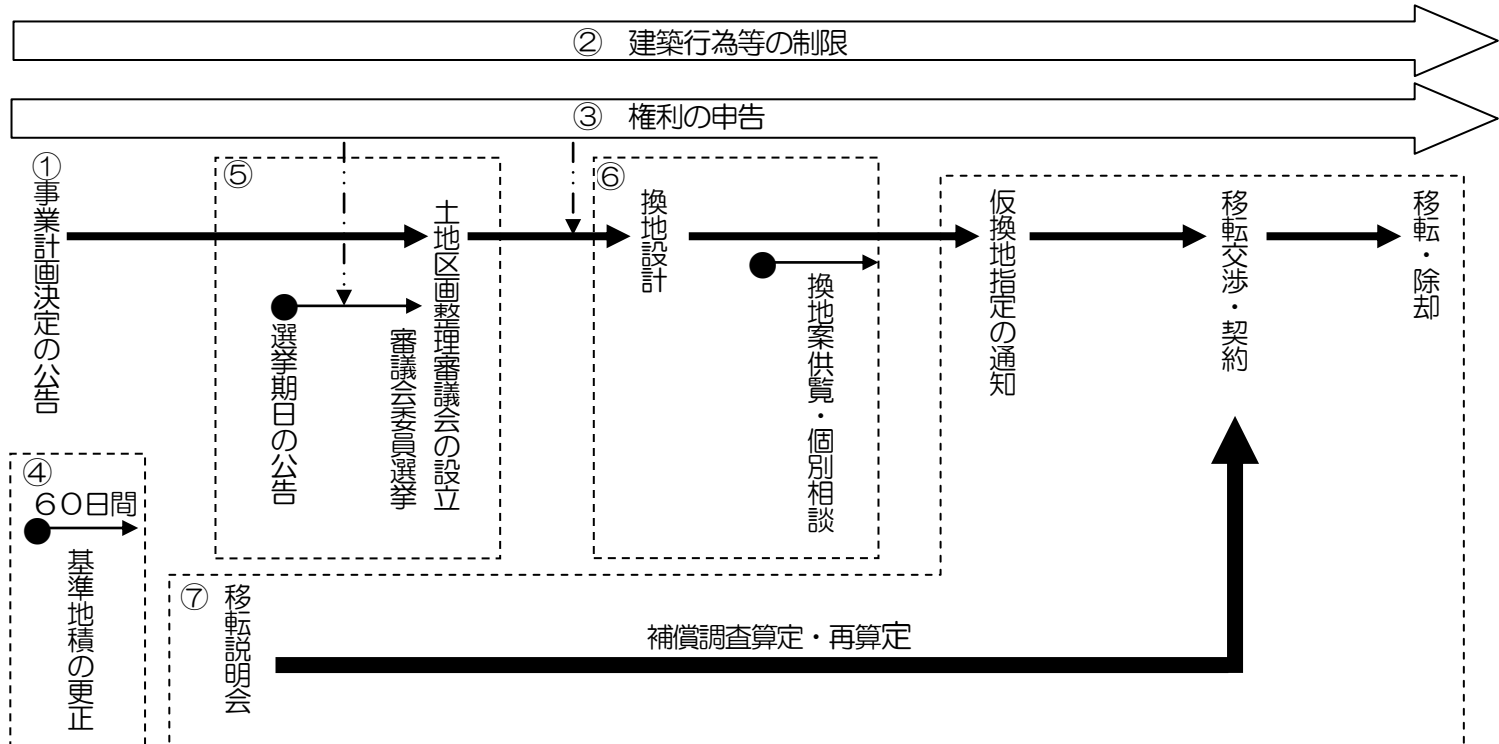 ② 建築行為等の制限
③ 権利の申告
①
事業計画決定の公告
⑤
土地区画整理審議会の設立
選挙期日の公告
審議会委員選挙
⑥
換地設計
換地案供覧・個別相談
仮換地指定の通知
移転交渉・契約
移転・除却
④
60日間
基準地積の更正
⑦
移転説明会
補償調査算定・再算定